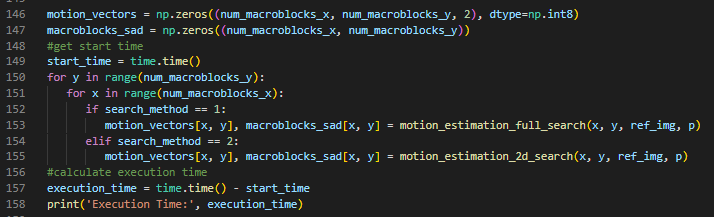 146 motion_vectors = np.zeros((num_macroblocks_x, num_macroblocks_y, 2), dtype=np.int8)
147 macroblocks_sad = np.zeros((num_macroblocks_x, num_macroblocks_y))
148 #get start time
149 start_time = time.time()
150 for y in range(num_macroblocks_y):
151     for x in range(num_macroblocks_x):
152         if search_method == 1:
153             motion_vectors[x, y], macroblocks_sad[x, y] = motion_estimation_full_search(x, y, ref_img, p)
154         elif search_method == 2:
155             motion_vectors[x, y], macroblocks_sad[x, y] = motion_estimation_2d_search(x, y, ref_img, p)
156 #calculate execution time
157 execution_time = time.time() - start_time
158 print('Execution Time:', execution_time)